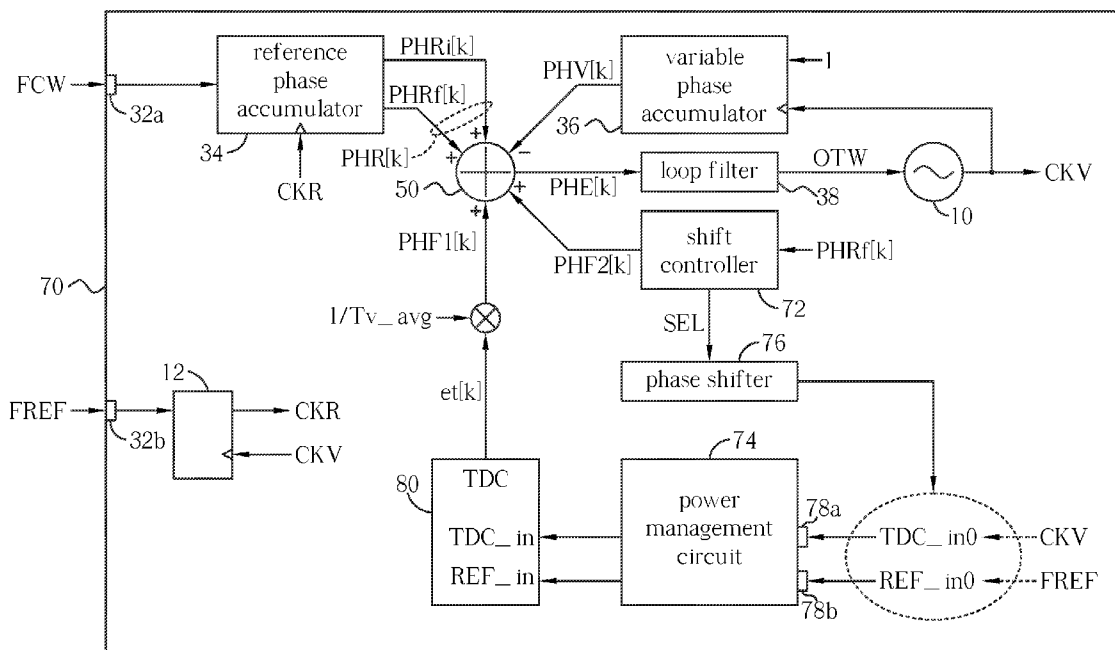 FCW
32a
reference
phase
accumulator
34
CKR
PHRi[k]
PHRf[k]
PHR[k]
PHV[k]
variable
phase
accumulator
36
1
+
+
−
+
+
50
PHE[k]
loop filter
38
OTW
10
CKV
PHF1[k]
PHF2[k]
shift
controller
72
PHRf[k]
70
1/Tv_avg
SEL
76
phase shifter
et[k]
FREF
32b
12
CKR
CKV
80
TDC
TDC_in
REF_in
74
power
management
circuit
78a
78b
TDC_in0
REF_in0
CKV
FREF